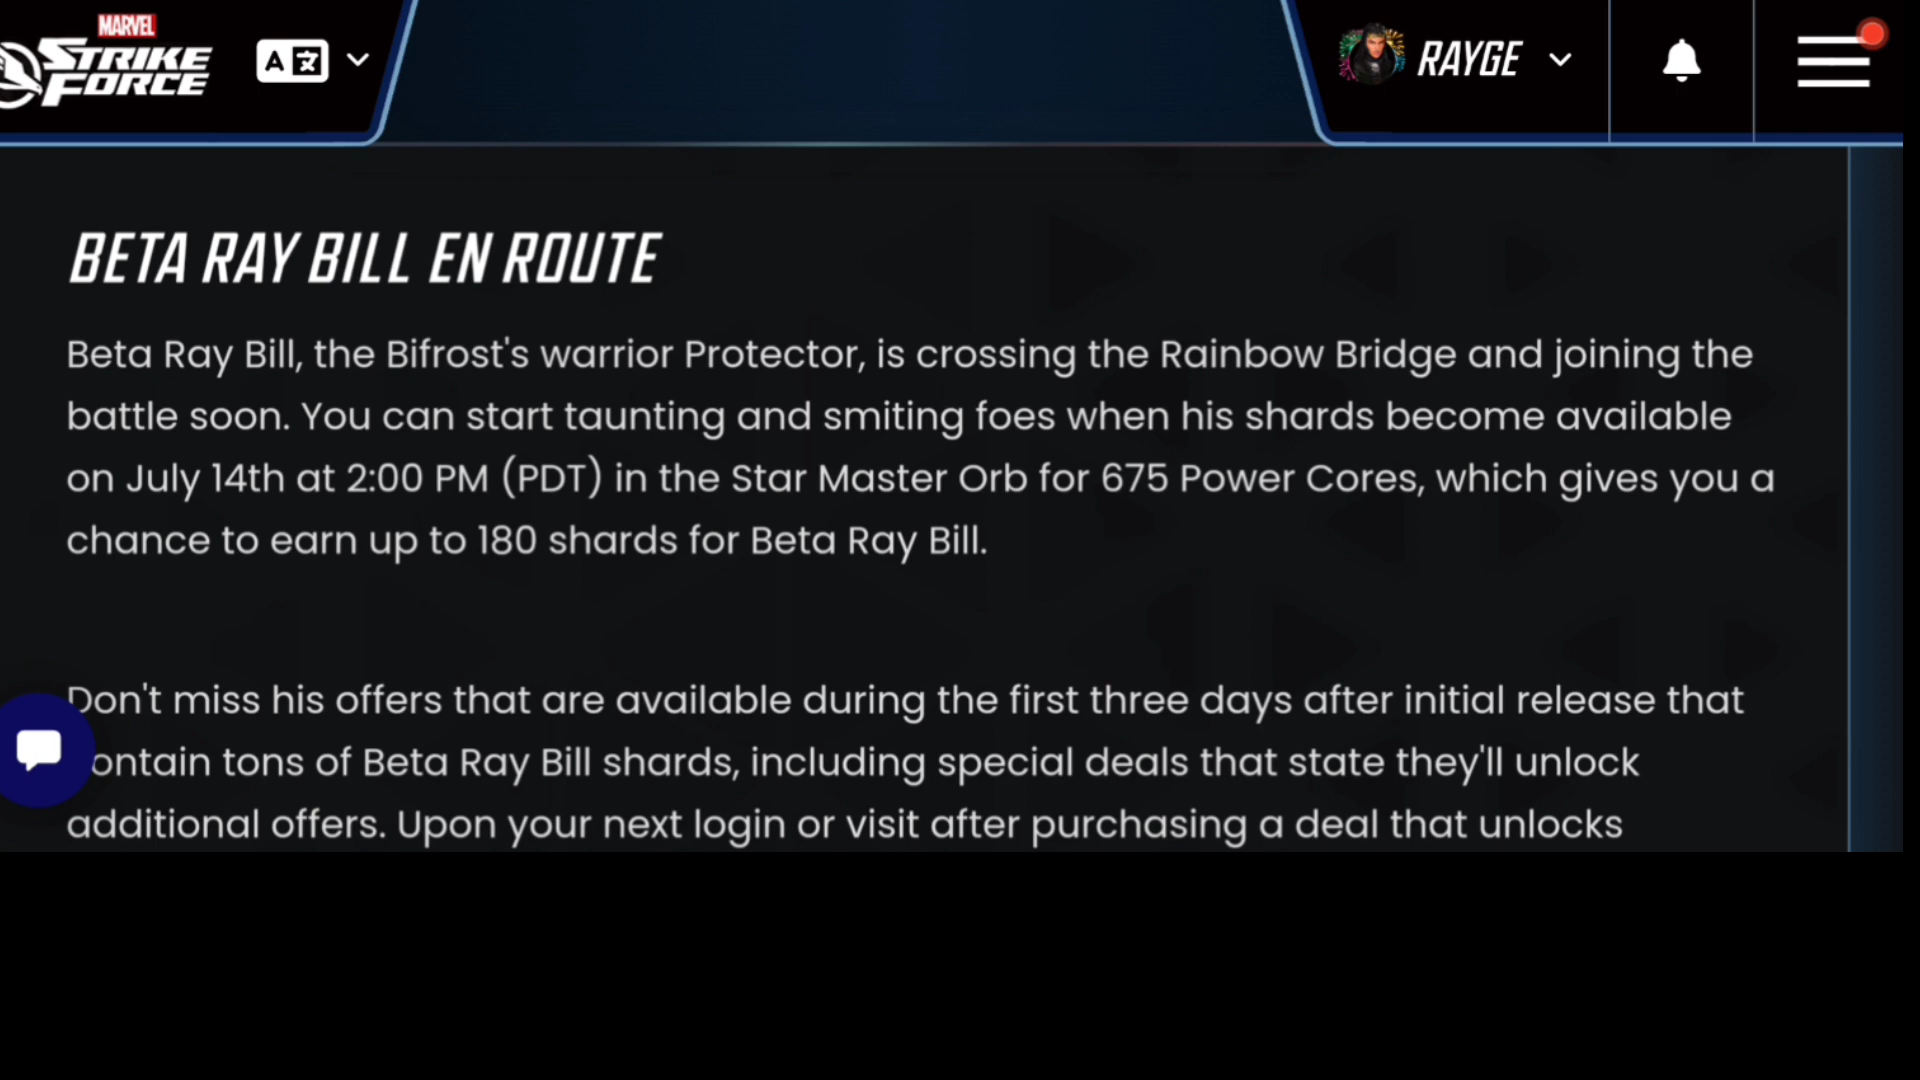 MARVEL
STRIKE
FORCE
A文
RAYGE
BETA RAY BILL EN ROUTE
Beta Ray Bill, the Bifrost's warrior Protector, is crossing the Rainbow Bridge and joining the
battle soon. You can start taunting and smiting foes when his shards become available
on July 14th at 2:00 PM (PDT) in the Star Master Orb for 675 Power Cores, which gives you a
chance to earn up to 180 shards for Beta Ray Bill.
Don't miss his offers that are available during the first three days after initial release that
ontain tons of Beta Ray Bill shards, including special deals that state they'll unlock
additional offers. Upon your next login or visit after purchasing a deal that unlocks